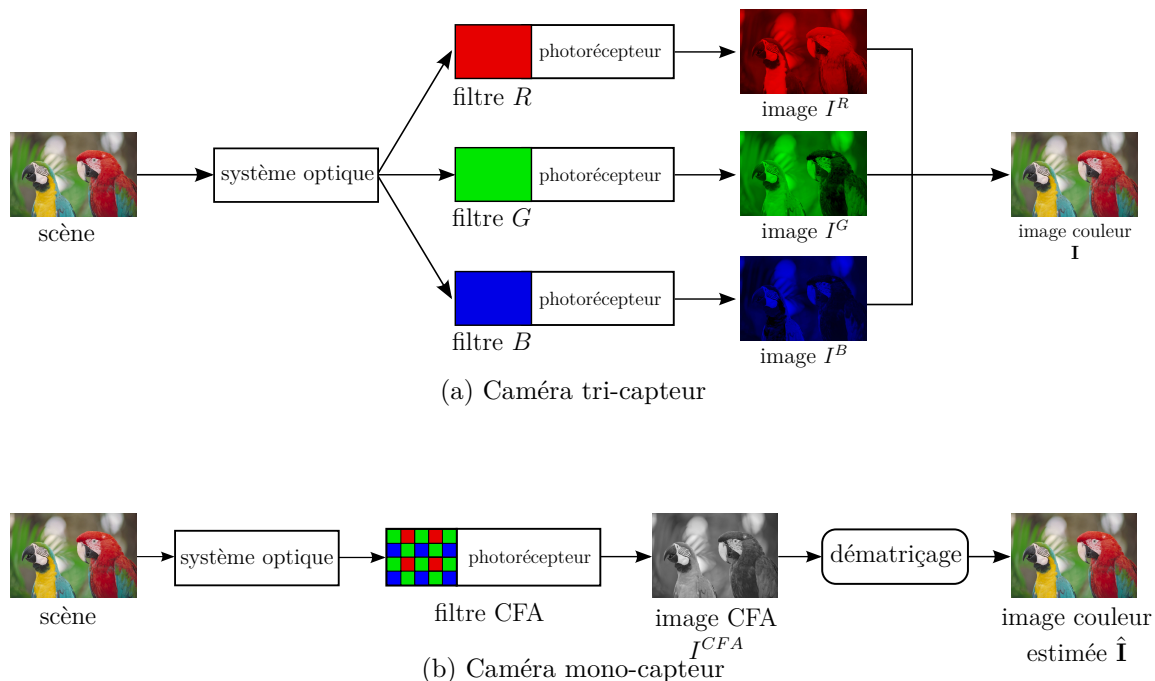 photorécepteur
filtre R
image I^R
système optique
scène
photorécepteur
filtre G
image I^G
image couleur
I
photorécepteur
filtre B
image I^B
(a) Caméra tri-capteur
système optique
photorécepteur
dématriçage
scène
filtre CFA
image CFA
I^{CFA}
image couleur
estimée Î
(b) Caméra mono-capteur